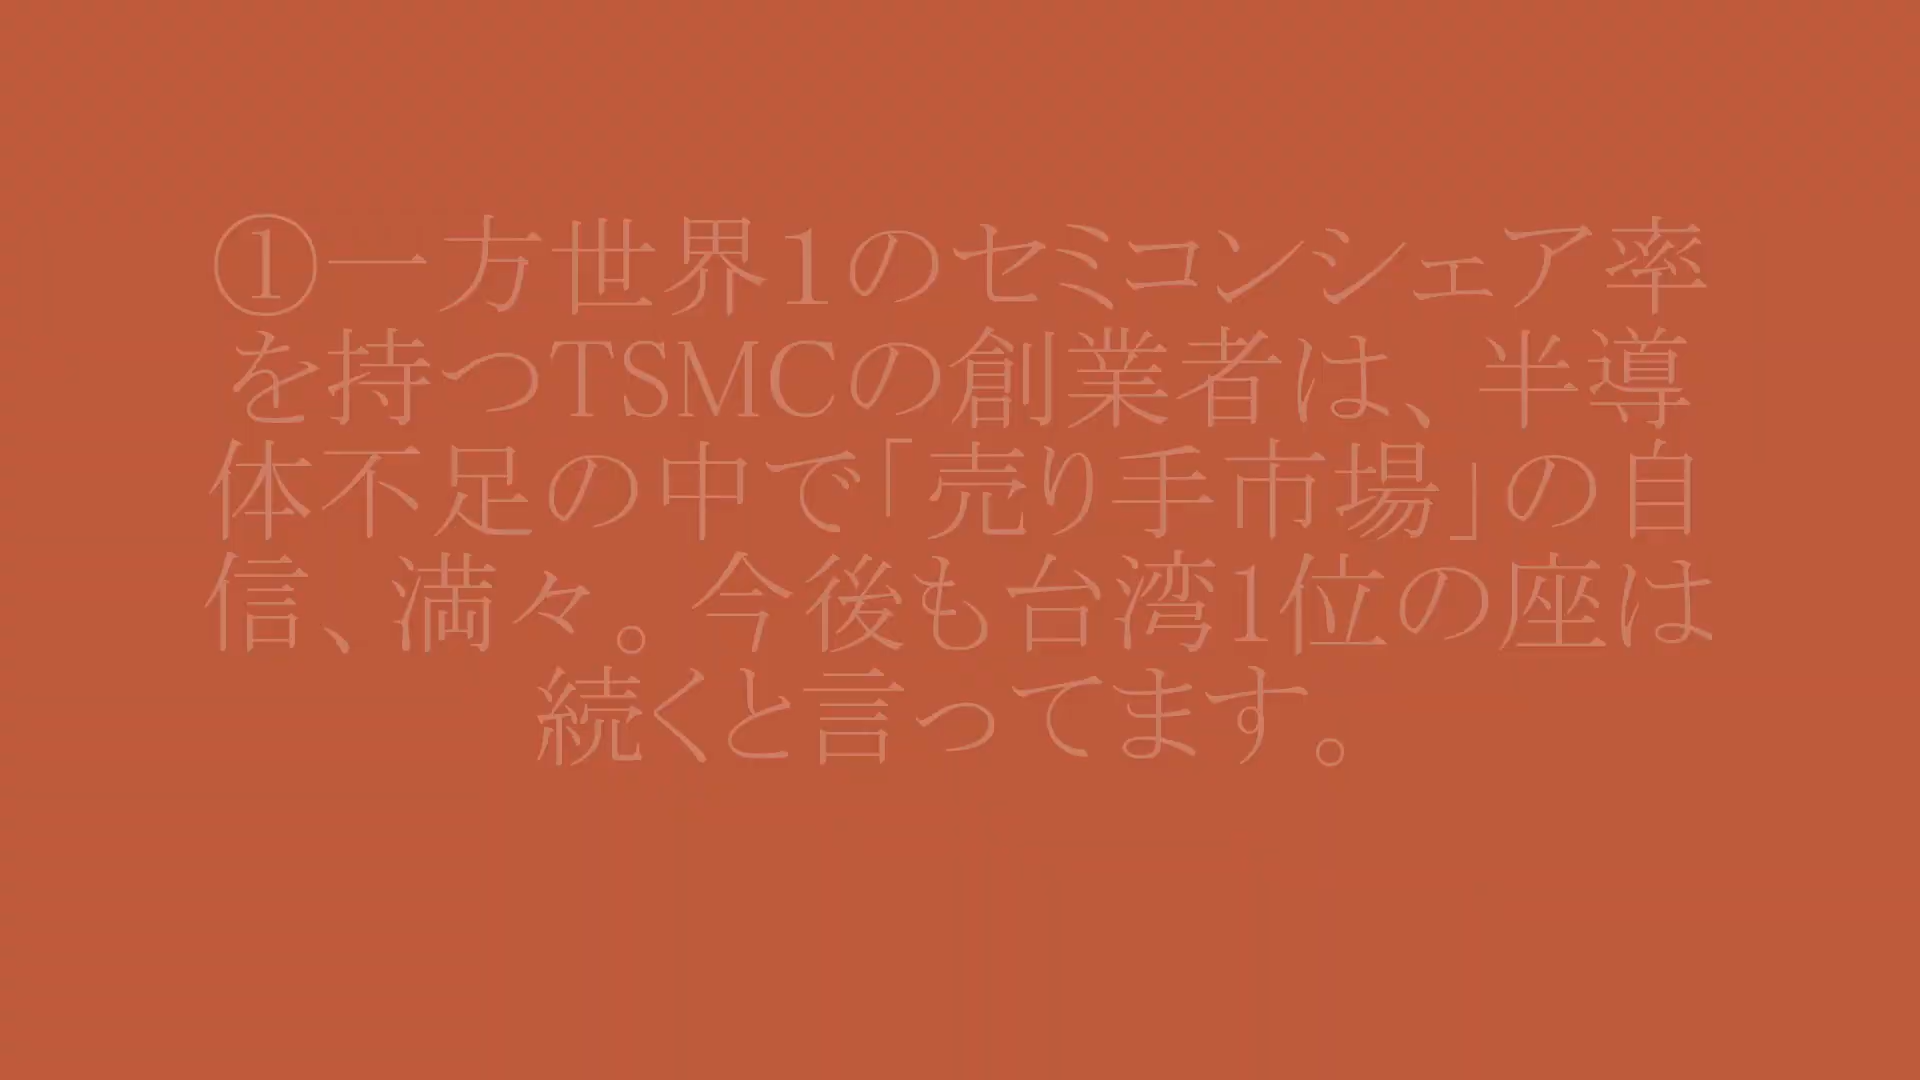 ①一方世界1のセミコンシェア率
を持つTSMCの創業者は、半導
体不足の中で「売り手市場」の自
信、満々。今後も台湾1位の座は
続くと言ってます。